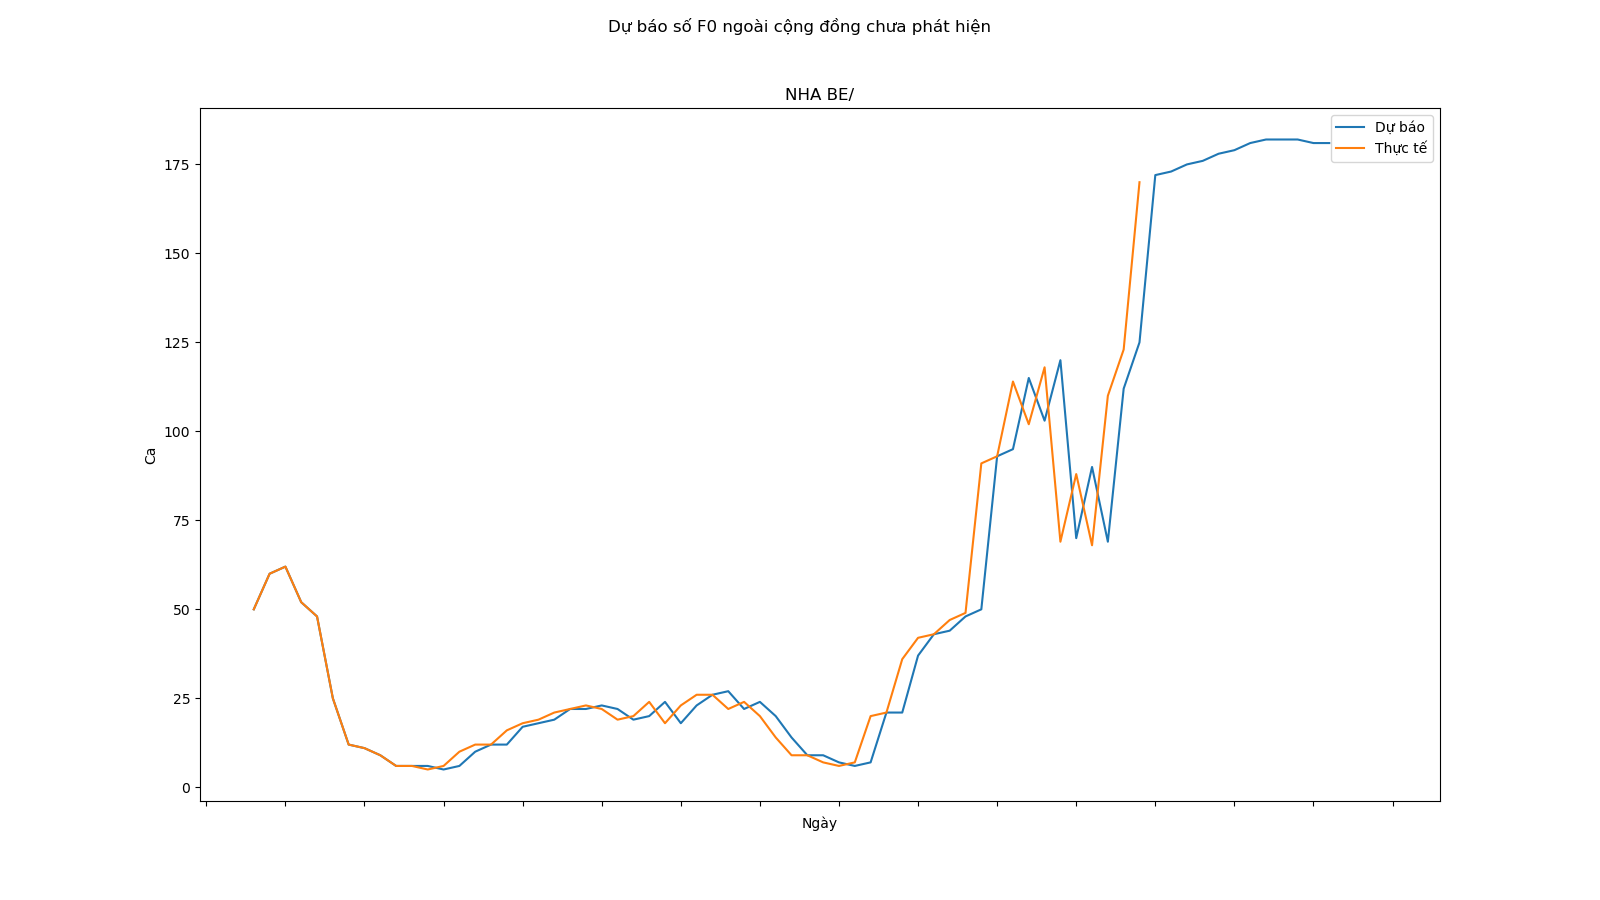 Dự báo số F0 ngoài cộng đồng chưa phát hiện
NHA BE/
Dự báo
Thực tế
175
150
125
100
75
50
25
0
Ca
Ngày